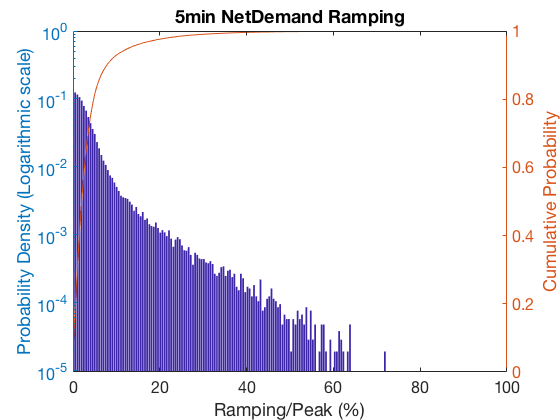 5min NetDemand Ramping
Probability Density (Logarithmic scale)
10^0
10^-1
10^-2
10^-3
10^-4
10^-5
Cumulative Probability
1
0.8
0.6
0.4
0.2
0
0 20 40 60 80 100
Ramping/Peak (%)